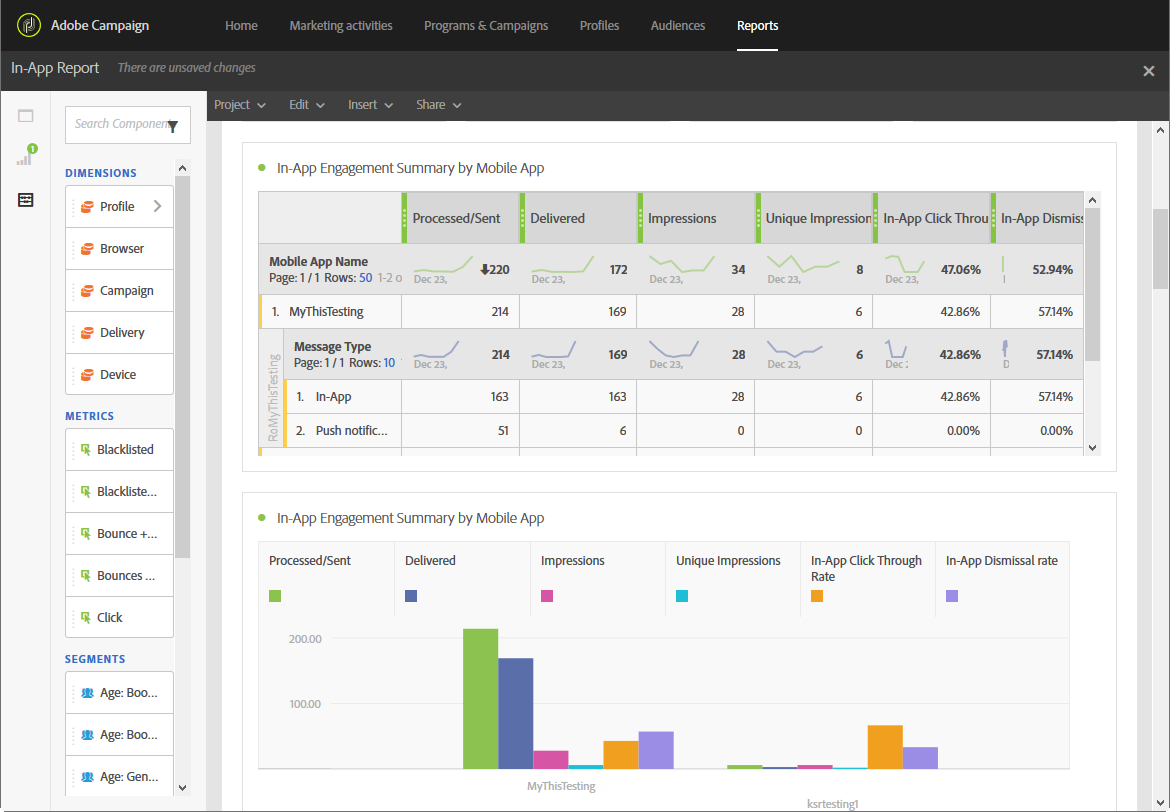 Adobe Campaign
Home Marketing activities Programs & Campaigns Profiles Audiences Reports
In-App Report There are unsaved changes
Project Edit Insert Share
Search Componen
1
DIMENSIONS
Profile
Browser
Campaign
Delivery
Device
METRICS
Blacklisted
Blackliste...
Bounce +...
Bounces ...
Click
SEGMENTS
Age: Boo...
Age: Boo...
Age: Gen...
In-App Engagement Summary by Mobile App
Processed/Sent Delivered Impressions Unique Impression In-App Click Throu In-App Dismiss
Mobile App Name 220 172 34 8 47.06% 52.94%
Page: 1 / 1 Rows: 50 1-2 o Dec 23, Dec 23, Dec 23, Dec 23, Dec 23,
1. MyThisTesting 214 169 28 6 42.86% 57.14%
RoMyThisTesting
Message Type 214 169 28 6 42.86% 57.14%
Page: 1 / 1 Rows: 10 Dec 23, Dec 23, Dec 23, Dec 23, Dec
1. In-App 163 163 28 6 42.86% 57.14%
2. Push notific... 51 6 0 0 0.00% 0.00%
In-App Engagement Summary by Mobile App
Processed/Sent Delivered Impressions Unique Impressions In-App Click Through In-App Dismissal rate
Rate
200.00
100.00
MyThisTesting
ksrtesting1